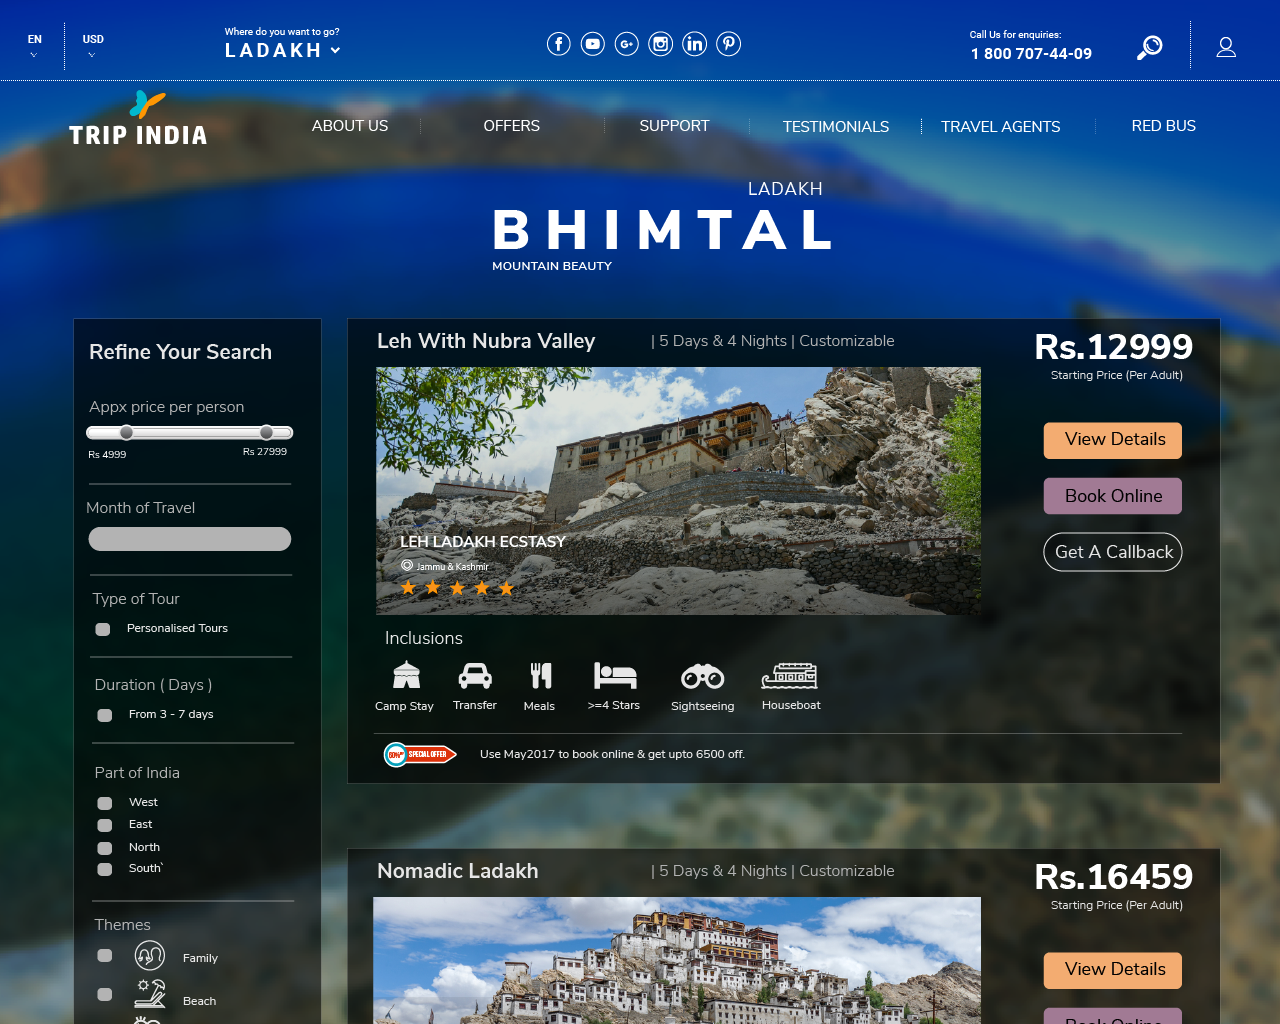 EN
USD
Where do you want to go?
LADAKH
Call Us for enquiries:
1 800 707-44-09
TRIP INDIA
ABOUT US
OFFERS
SUPPORT
TESTIMONIALS
TRAVEL AGENTS
RED BUS
LADAKH
BHIMTAL
MOUNTAIN BEAUTY
Refine Your Search
Appx price per person
Rs 4999
Rs 27999
Month of Travel
Type of Tour
Personalised Tours
Duration ( Days )
From 3 - 7 days
Part of India
West
East
North
South`
Themes
Family
Beach
Leh With Nubra Valley
| 5 Days & 4 Nights | Customizable
Rs.12999
Starting Price (Per Adult)
View Details
Book Online
Get A Callback
LEH LADAKH ECSTASY
Jammu & Kashmir
Inclusions
Camp Stay
Transfer
Meals
>=4 Stars
Sightseeing
Houseboat
SPECIAL OFFER
Use May2017 to book online & get upto 6500 off.
Nomadic Ladakh
| 5 Days & 4 Nights | Customizable
Rs.16459
Starting Price (Per Adult)
View Details
Book Online